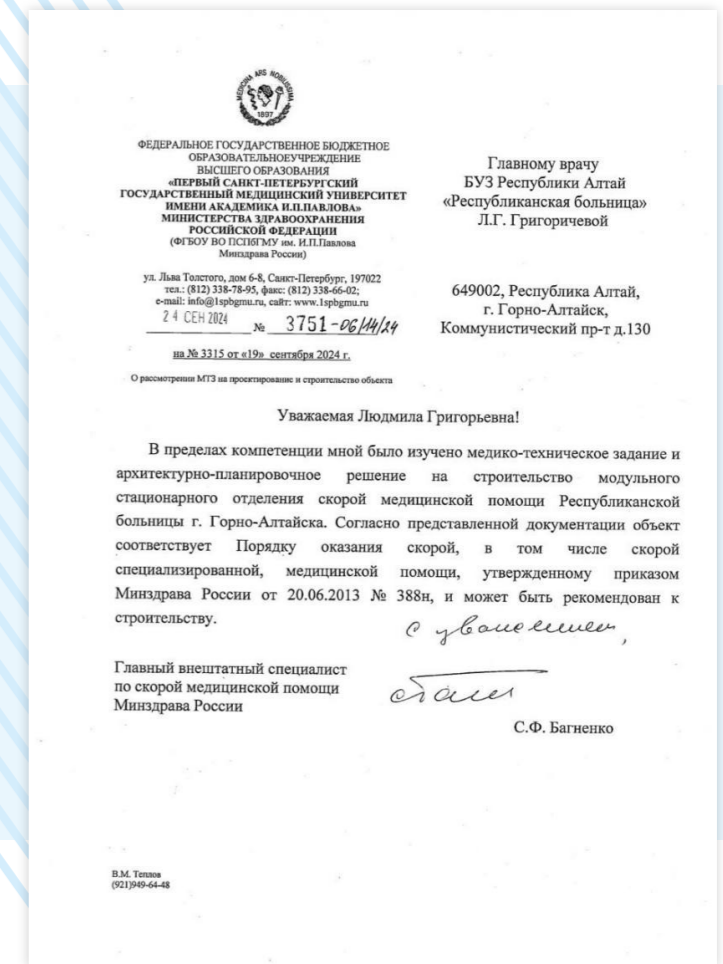 MEDICINA ARS NOBILISSIMA
1897
ФЕДЕРАЛЬНОЕ ГОСУДАРСТВЕННОЕ БЮДЖЕТНОЕ
ОБРАЗОВАТЕЛЬНОЕУЧРЕЖДЕНИЕ
ВЫСШЕГО ОБРАЗОВАНИЯ
«ПЕРВЫЙ САНКТ-ПЕТЕРБУРГСКИЙ
ГОСУДАРСТВЕННЫЙ МЕДИЦИНСКИЙ УНИВЕРСИТЕТ
ИМЕНИ АКАДЕМИКА И.П.ПАВЛОВА»
МИНИСТЕРСТВА ЗДРАВООХРАНЕНИЯ
РОССИЙСКОЙ ФЕДЕРАЦИИ
(ФГБОУ ВО ПСПбГМУ им. И.П.Павлова
Минздрава России)
ул. Льва Толстого, дом 6-8, Санкт-Петербург, 197022
тел.: (812) 338-78-95, факс: (812) 338-66-02;
e-mail: info@1spbgmu.ru, сайт: www.1spbgmu.ru
24 СЕН 2024 № 3751-06/14/24
на № 3315 от «19» сентября 2024 г.
О рассмотрении МТЗ на проектирование и строительство объекта
Главному врачу
БУЗ Республики Алтай
«Республиканская больница»
Л.Г. Григоричевой
649002, Республика Алтай,
г. Горно-Алтайск,
Коммунистический пр-т д.130
Уважаемая Людмила Григорьевна!
В пределах компетенции мной было изучено медико-техническое задание и
архитектурно-планировочное решение на строительство модульного
стационарного отделения скорой медицинской помощи Республиканской
больницы г. Горно-Алтайска. Согласно представленной документации объект
соответствует Порядку оказания скорой, в том числе скорой
специализированной, медицинской помощи, утвержденному приказом
Минздрава России от 20.06.2013 № 388н, и может быть рекомендован к
строительству.
С уважением,
Главный внештатный специалист
по скорой медицинской помощи
Минздрава России
С.Ф. Багненко
В.М. Теплов
(921)949-64-48